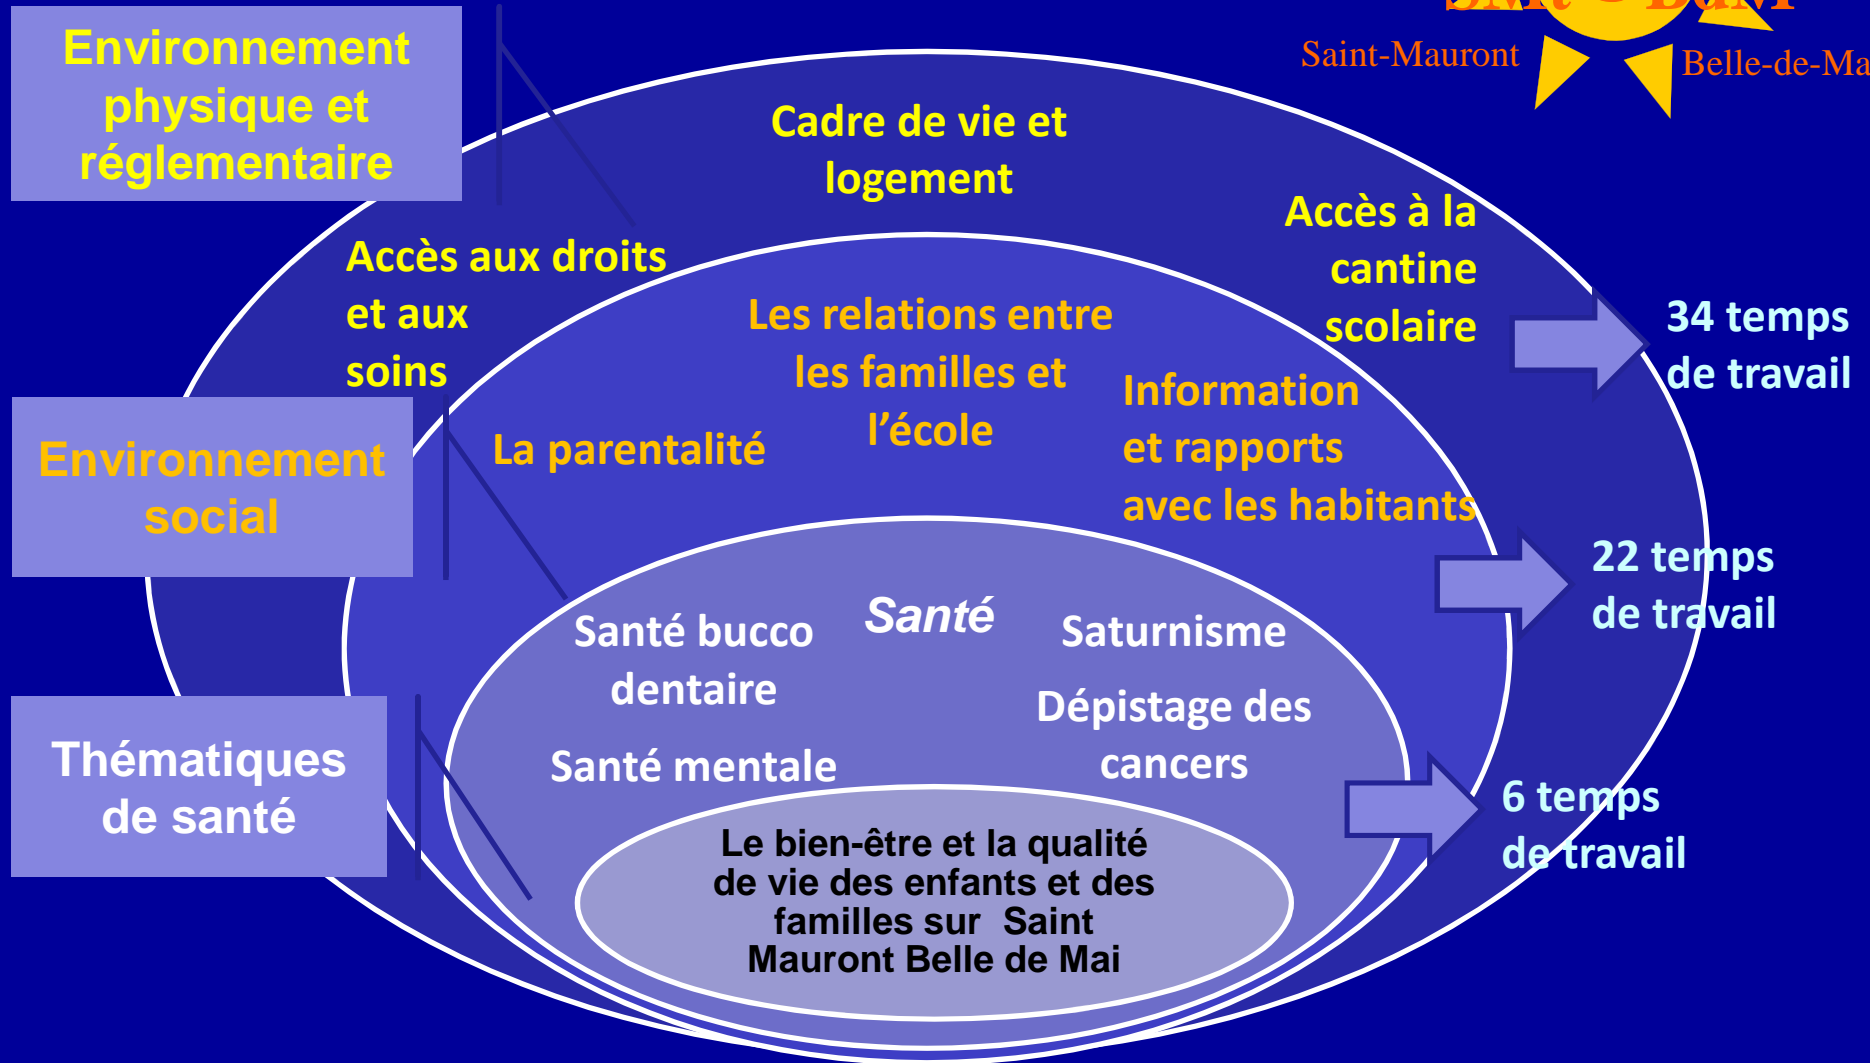 SMt BdM
Saint-Mauront
Environnement
physique et
réglementaire
Cadre de vie et
logement
Accès à la
cantine
scolaire
Accès aux droits
et aux
soins
34 temps
de travail
Les relations entre
les familles et
l’école
Information
et rapports
avec les habitants
La parentalité
Environnement
social
22 temps
de travail
Santé
Santé bucco
dentaire
Saturnisme
Dépistage des
cancers
Santé mentale
Thématiques
de santé
6 temps
de travail
Le bien-être et la qualité
de vie des enfants et des
familles sur Saint
Mauront Belle de Mai